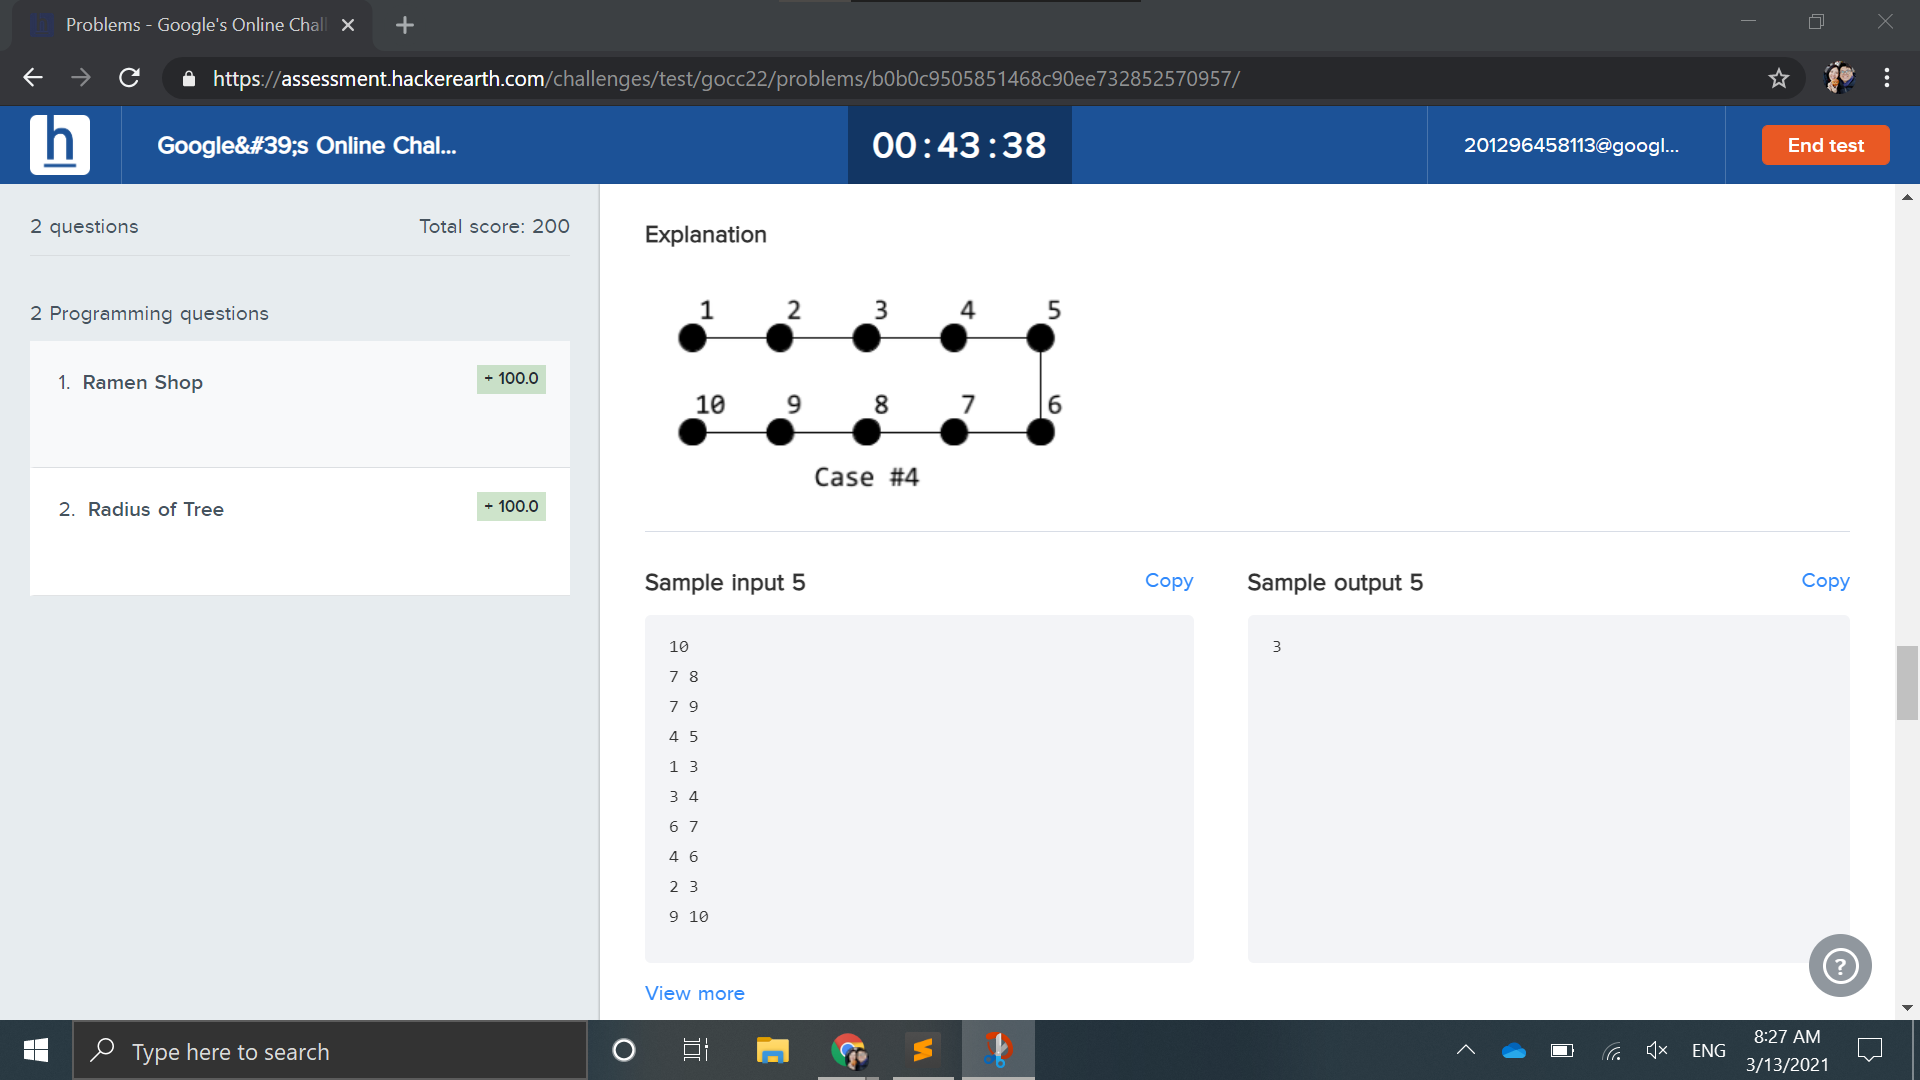 Problems - Google's Online Chal
https://assessment.hackerearth.com/challenges/test/gocc22/problems/b0b0c9505851468c90ee732852570957/
h
Google&#39;s Online Chal...
00:43:38
201296458113@googl...
End test
2 questions
Total score: 200
2 Programming questions
1. Ramen Shop
+ 100.0
2. Radius of Tree
+ 100.0
Explanation
1 2 3 4 5
10 9 8 7 6
Case #4
Sample input 5
Copy
10
7 8
7 9
4 5
1 3
3 4
6 7
4 6
2 3
9 10
Sample output 5
Copy
3
View more
?
Type here to search
ENG
8:27 AM
3/13/2021